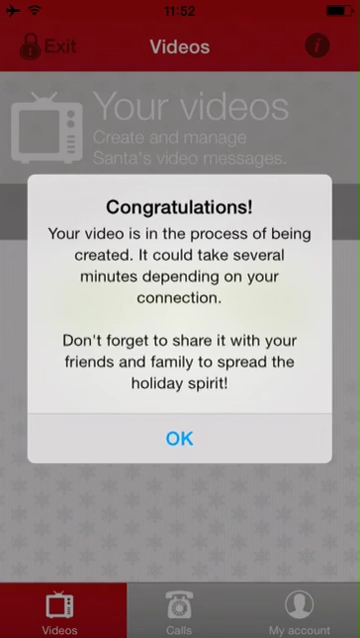 11:52
Exit
Videos
i
Your videos
Create and manage
Santa's video messages.
Congratulations!
Your video is in the process of being
created. It could take several
minutes depending on your
connection.
Don't forget to share it with your
friends and family to spread the
holiday spirit!
OK
Videos
Calls
My account